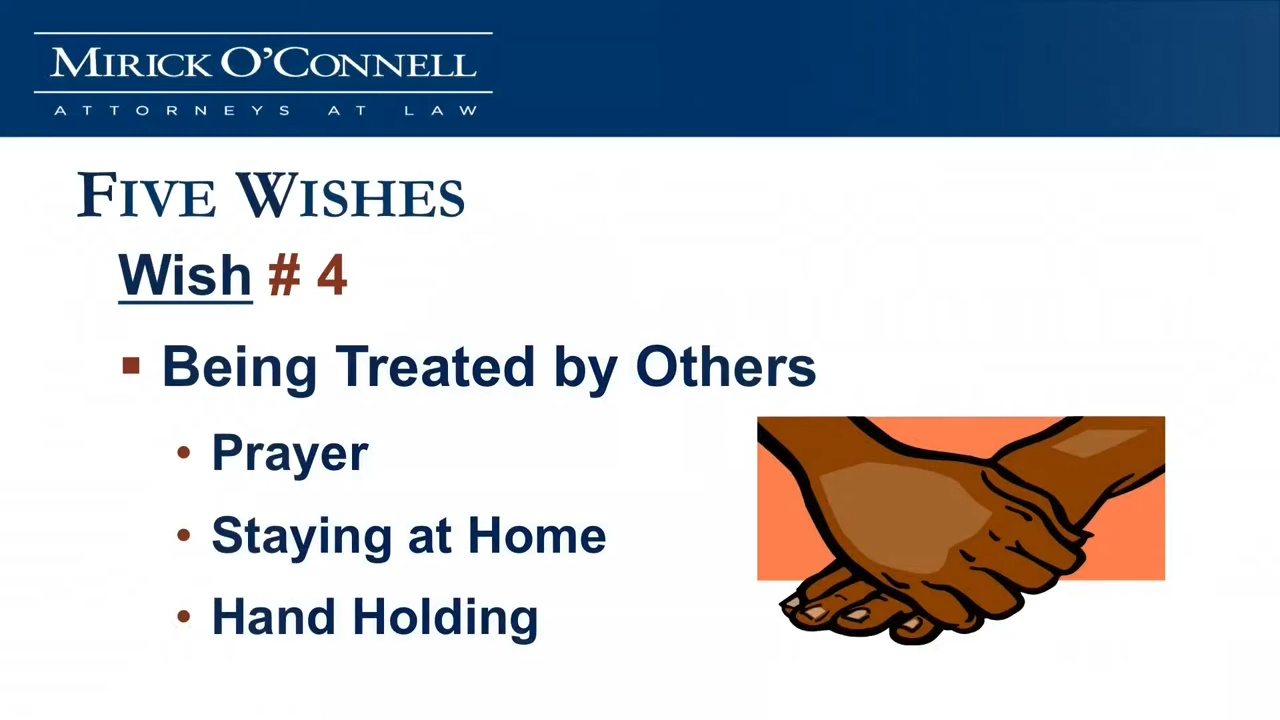 MIRICK O'CONNELL
ATTORNEYS AT LAW
FIVE WISHES
Wish # 4
▪ Being Treated by Others
• Prayer
• Staying at Home
• Hand Holding